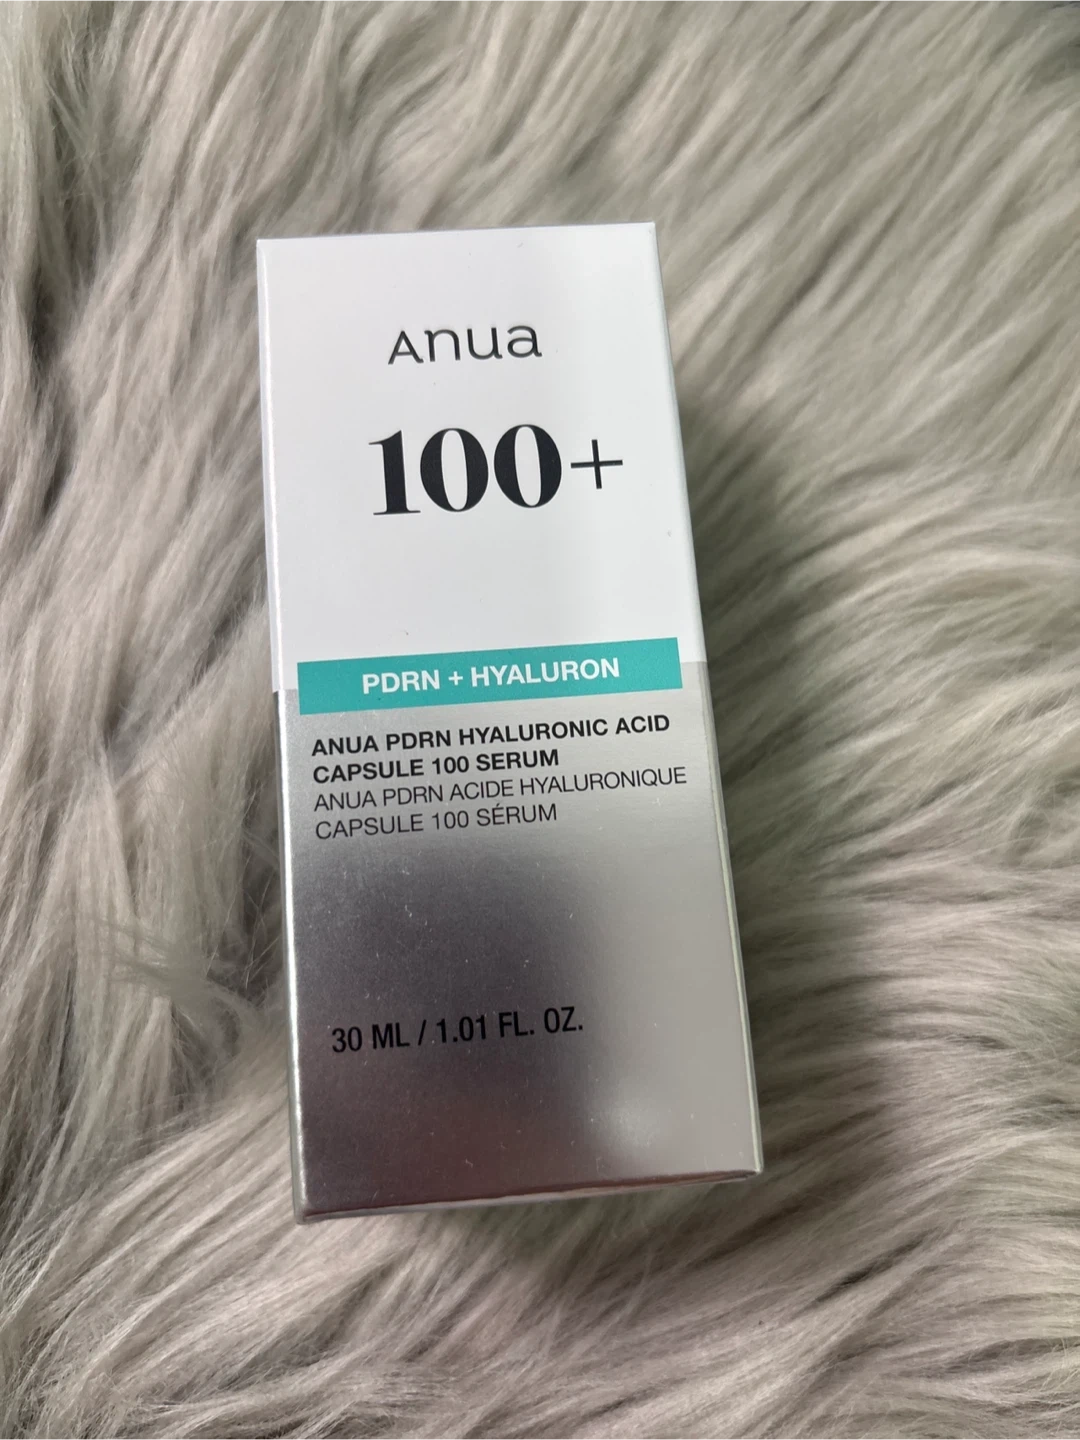 Anua
100+
PDRN + HYALURON
ANUA PDRN HYALURONIC ACID
CAPSULE 100 SERUM
ANUA PDRN ACIDE HYALURONIQUE
CAPSULE 100 SÉRUM
30 ML / 1.01 FL. OZ.